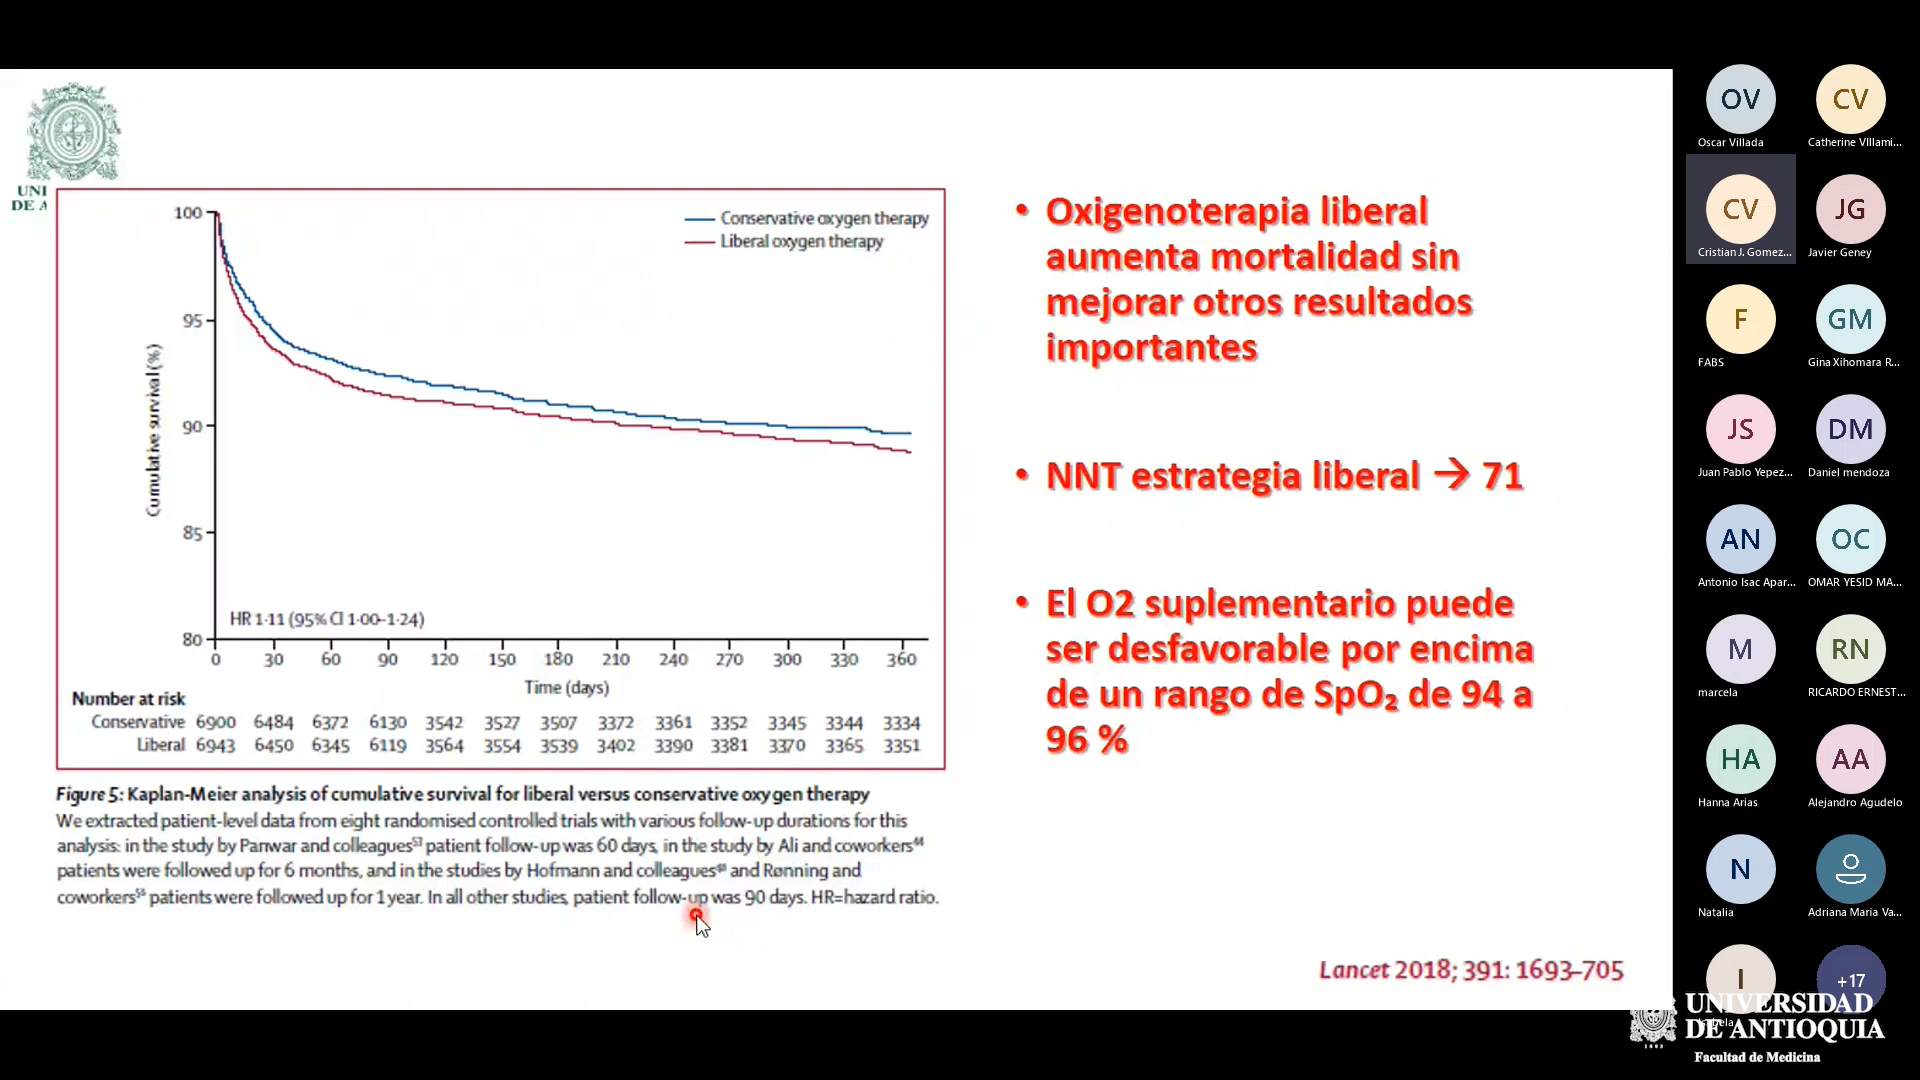 UNI
DE A
100
95
90
85
80
Cumulative survival (%)
Conservative oxygen therapy
Liberal oxygen therapy
HR 1·11 (95% CI 1·00–1·24)
0 30 60 90 120 150 180 210 240 270 300 330 360
Time (days)
Number at risk
Conservative 6900 6484 6372 6130 3542 3527 3507 3372 3361 3352 3345 3344 3334
Liberal 6943 6450 6345 6119 3564 3554 3539 3402 3390 3381 3370 3365 3351
Figure 5: Kaplan-Meier analysis of cumulative survival for liberal versus conservative oxygen therapy
We extracted patient-level data from eight randomised controlled trials with various follow-up durations for this
analysis: in the study by Panwar and colleagues⁵³ patient follow-up was 60 days, in the study by Ali and coworkers⁴⁴
patients were followed up for 6 months, and in the studies by Hofmann and colleagues and Rønning and
coworkers⁵⁵ patients were followed up for 1 year. In all other studies, patient follow-up was 90 days. HR=hazard ratio.
• Oxigenoterapia liberal
aumenta mortalidad sin
mejorar otros resultados
importantes
• NNT estrategia liberal → 71
• El O2 suplementario puede
ser desfavorable por encima
de un rango de SpO₂ de 94 a
96 %
Lancet 2018; 391: 1693–705
OV CV
Oscar Villada Catherine VIllami...
CV JG
Cristian J. Gomez... Javier Geney
F GM
FABS Gina Xihomara R...
JS DM
Juan Pablo Yepez... Daniel mendoza
AN OC
Antonio Isac Apar... OMAR YESID MA...
M RN
marcela RICARDO ERNEST...
HA AA
Hanna Arias Alejandro Agudelo
N
Natalia Adriana Maria Va...
I +17
UNIVERSIDAD
DE ANTIOQUIA
Facultad de Medicina